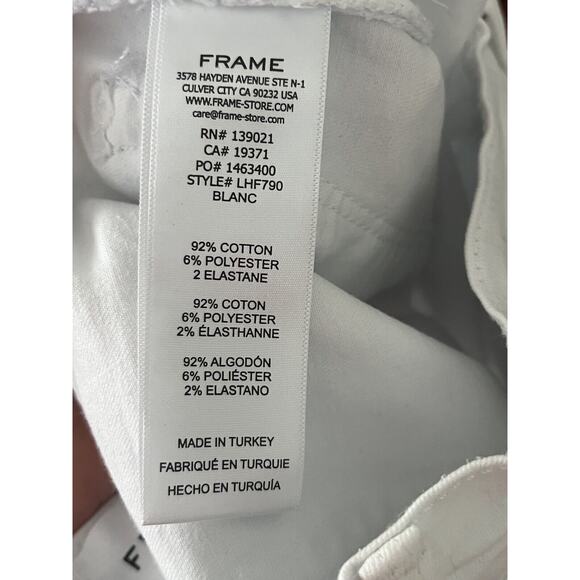 FRAME
3578 HAYDEN AVENUE STE N-1
CULVER CITY CA 90232 USA
WWW.FRAME-STORE.COM
care@frame-store.com
RN# 139021
CA# 19371
PO# 1463400
STYLE# LHF790
BLANC
92% COTTON
6% POLYESTER
2 ELASTANE
92% COTON
6% POLYESTER
2% ÉLASTHANNE
92% ALGODÓN
6% POLIÉSTER
2% ELASTANO
MADE IN TURKEY
FABRIQUÉ EN TURQUIE
HECHO EN TURQUÍA